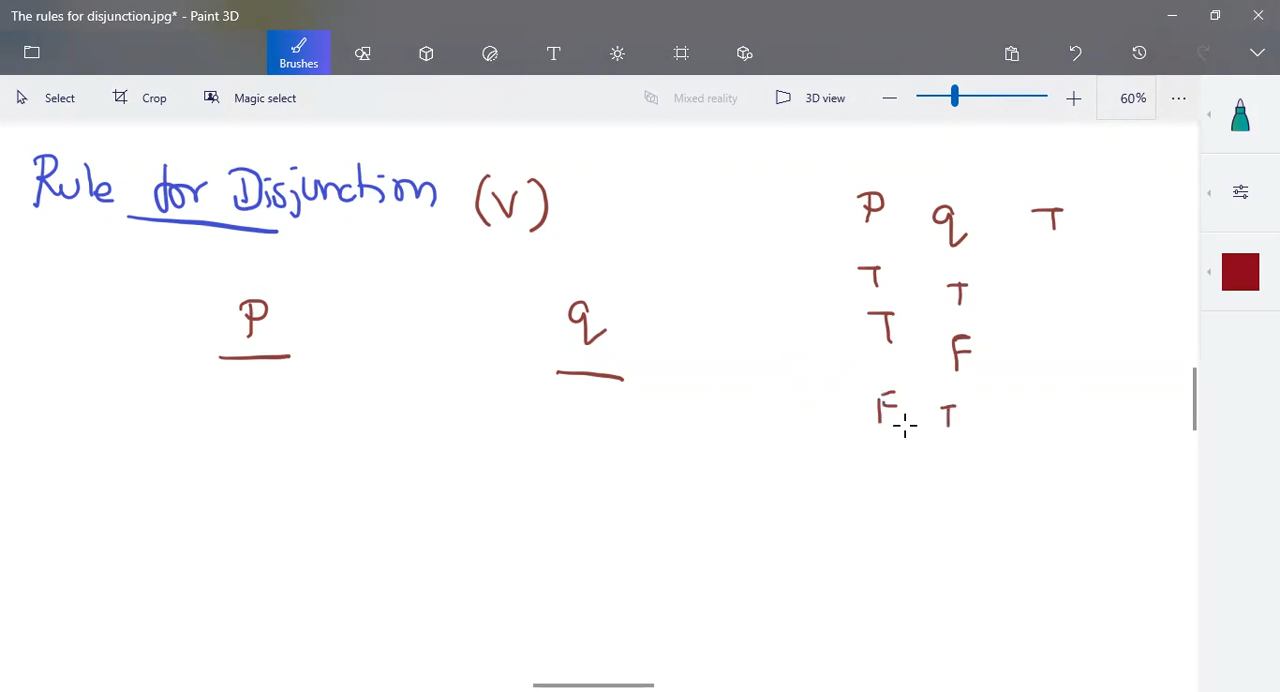 The rules for disjunction.jpg* - Paint 3D
Brushes
Select Crop Magic select Mixed reality 3D view 60%
Rule for Disjunction (V)
P q T
T T
P q
T F
F T